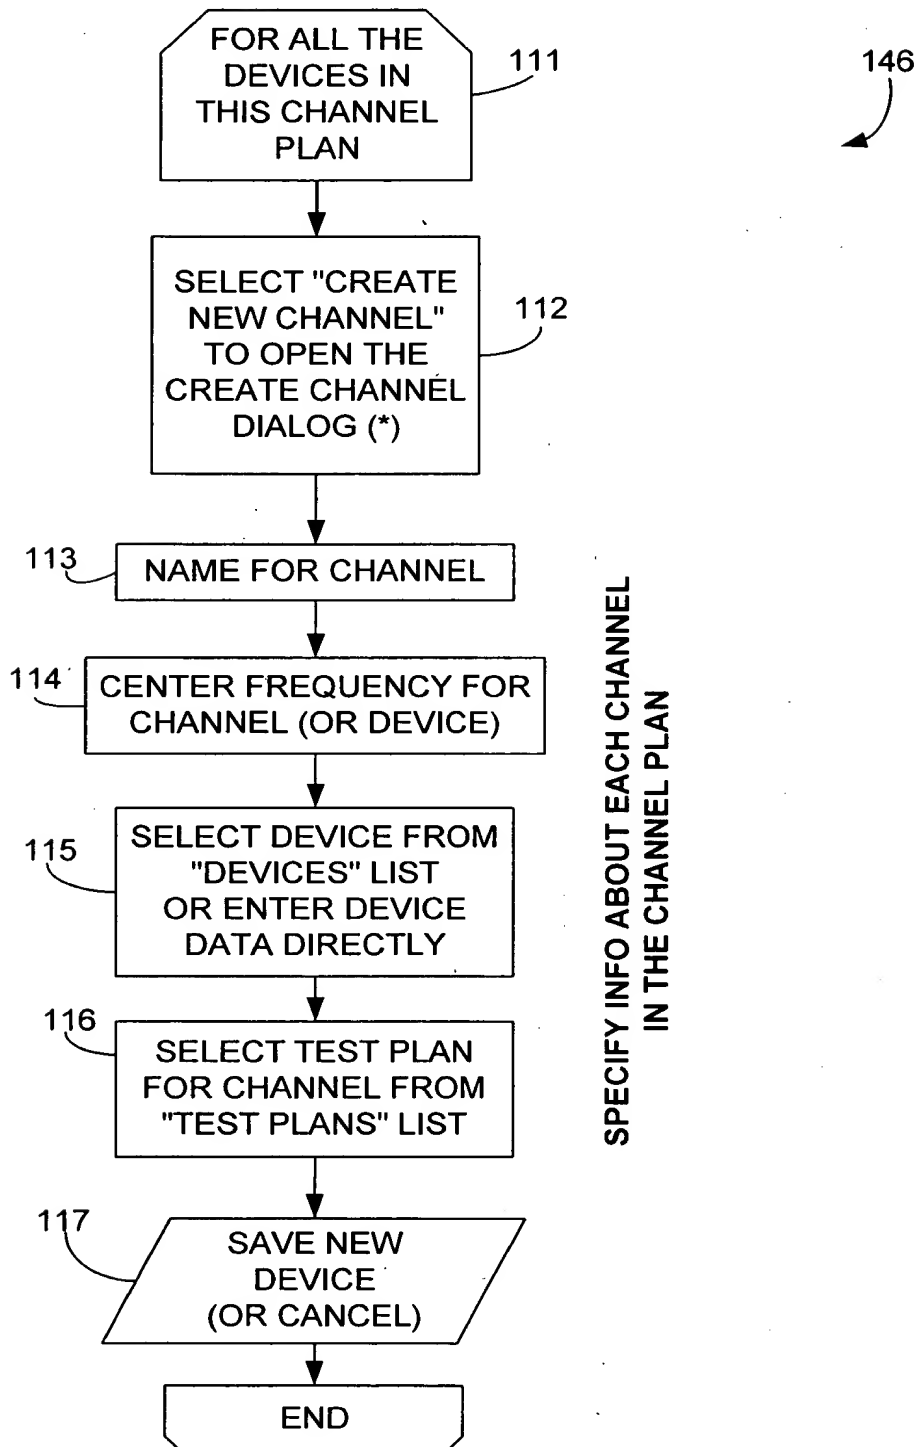 FOR ALL THE
DEVICES IN
THIS CHANNEL
PLAN
111
146
SELECT "CREATE
NEW CHANNEL"
TO OPEN THE
CREATE CHANNEL
DIALOG (*)
112
113
NAME FOR CHANNEL
114
CENTER FREQUENCY FOR
CHANNEL (OR DEVICE)
115
SELECT DEVICE FROM
"DEVICES" LIST
OR ENTER DEVICE
DATA DIRECTLY
116
SELECT TEST PLAN
FOR CHANNEL FROM
"TEST PLANS" LIST
117
SAVE NEW
DEVICE
(OR CANCEL)
END
SPECIFY INFO ABOUT EACH CHANNEL
IN THE CHANNEL PLAN